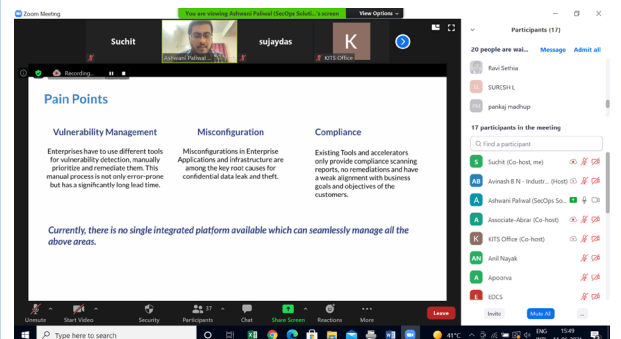 Zoom Meeting
You are viewing Ashwani Paliwal (SecOps Soluti...'s screen
View Options
Suchit
Ashwani Paliwal...
sujaydas
K
KITS Office
Recording...
Pain Points
Vulnerability Management
Enterprises have to use different tools
for vulnerability detection, manually
prioritize and remediate them. This
manual process is not only error-prone
but has a significantly long lead time.
Misconfiguration
Misconfigurations in Enterprise
Applications and infrastructure are
among the key root causes for
confidential data leak and theft.
Compliance
Existing Tools and accelerators
only provide compliance scanning
reports, no remediations and have
a weak alignment with business
goals and objectives of the
customers.
Currently, there is no single integrated platform available which can seamlessly manage all the
above areas.
Unmute
Start Video
Security
Participants
37
Chat
Share Screen
Reactions
More
Leave
Participants (17)
20 people are wai...
Message
Admit all
Ravi Sethia
SURESH L
pankaj madhup
17 participants in the meeting
Find a participant
S Suchit (Co-host, me)
AB Avinash B N - Industr... (Host)
A Ashwani Paliwal (SecOps So...
A Associate-Abrar (Co-host)
K KITS Office (Co-host)
AN Anil Nayak
A Apoorva
E EDCS
Invite
Mute All
...
Type here to search
41°C
ENG
15:49